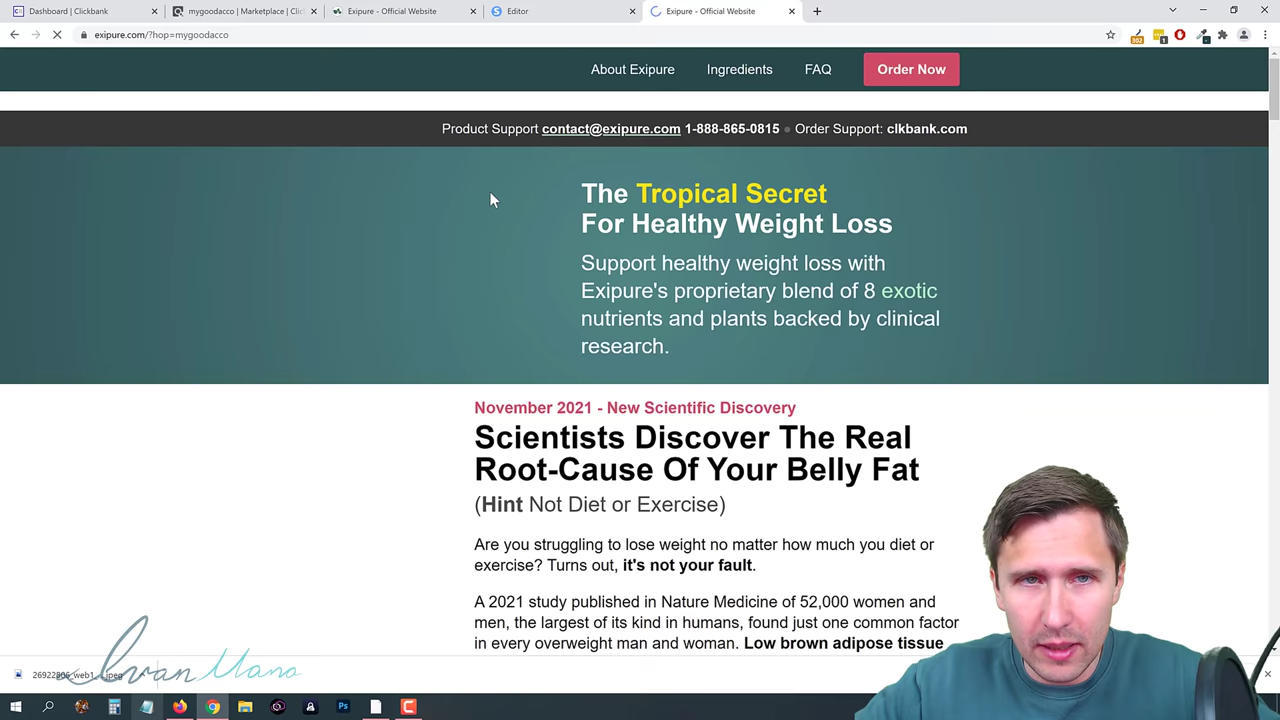 Dashboard | Clickbank
mygoodacco | Marketplace | Clic
Exipure - Official Website
Editor
Exipure - Official Website
exipure.com/?hop=mygoodacco
About Exipure
Ingredients
FAQ
Order Now
Product Support contact@exipure.com 1-888-865-0815 ● Order Support: clkbank.com
The Tropical Secret
For Healthy Weight Loss
Support healthy weight loss with
Exipure's proprietary blend of 8 exotic
nutrients and plants backed by clinical
research.
November 2021 - New Scientific Discovery
Scientists Discover The Real
Root-Cause Of Your Belly Fat
(Hint Not Diet or Exercise)
Are you struggling to lose weight no matter how much you diet or
exercise? Turns out, it's not your fault.
A 2021 study published in Nature Medicine of 52,000 women and
men, the largest of its kind in humans, found just one common factor
in every overweight man and woman. Low brown adipose tissue
Ivan Mana